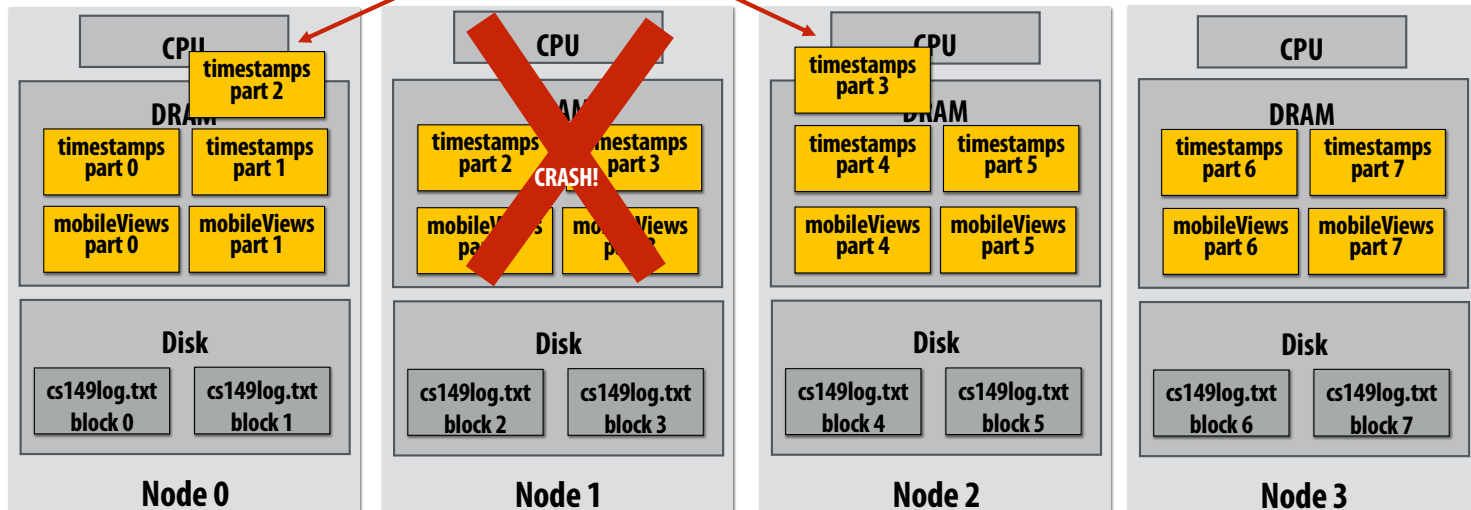 CPU
timestamps
part 2
DRAM
timestamps
part 0
timestamps
part 1
mobileViews
part 0
mobileViews
part 1
Disk
cs149log.txt
block 0
cs149log.txt
block 1
Node 0
CPU
timestamps
part 2
part 3
CRASH!
Disk
cs149log.txt
block 2
cs149log.txt
block 3
Node 1
CPU
timestamps
part 3
DRAM
timestamps
part 4
timestamps
part 5
mobileViews
part 4
mobileViews
part 5
Disk
cs149log.txt
block 4
cs149log.txt
block 5
Node 2
CPU
DRAM
timestamps
part 6
timestamps
part 7
mobileViews
part 6
mobileViews
part 7
Disk
cs149log.txt
block 6
cs149log.txt
block 7
Node 3